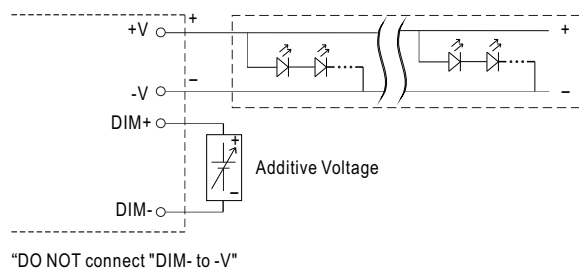 +V
+
+
-V
−
−
DIM+
+
Additive Voltage
−
DIM-
“DO NOT connect "DIM- to -V"